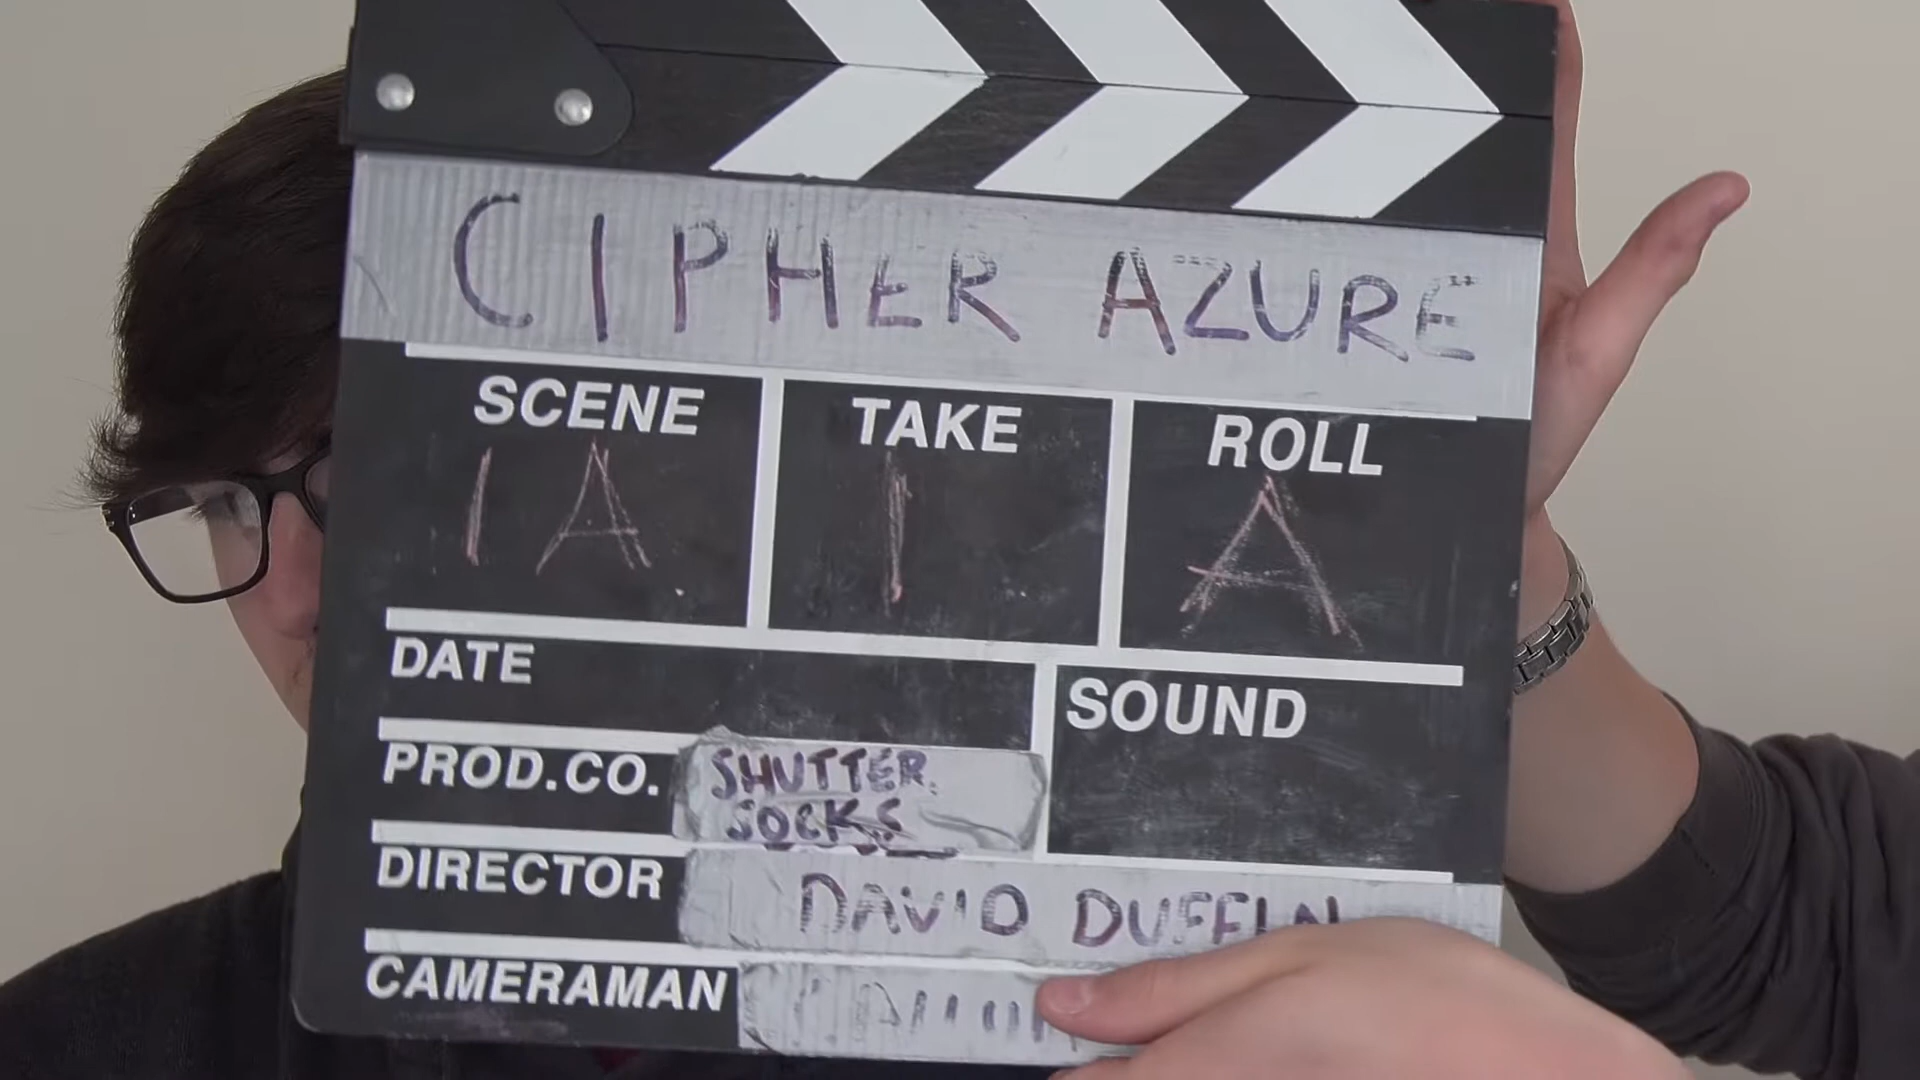 CIPHER AZURE
SCENE TAKE ROLL
1A 1 A
DATE
SOUND
PROD.CO. SHUTTER
SOCKS
DIRECTOR DAVID DUFFIN
CAMERAMAN